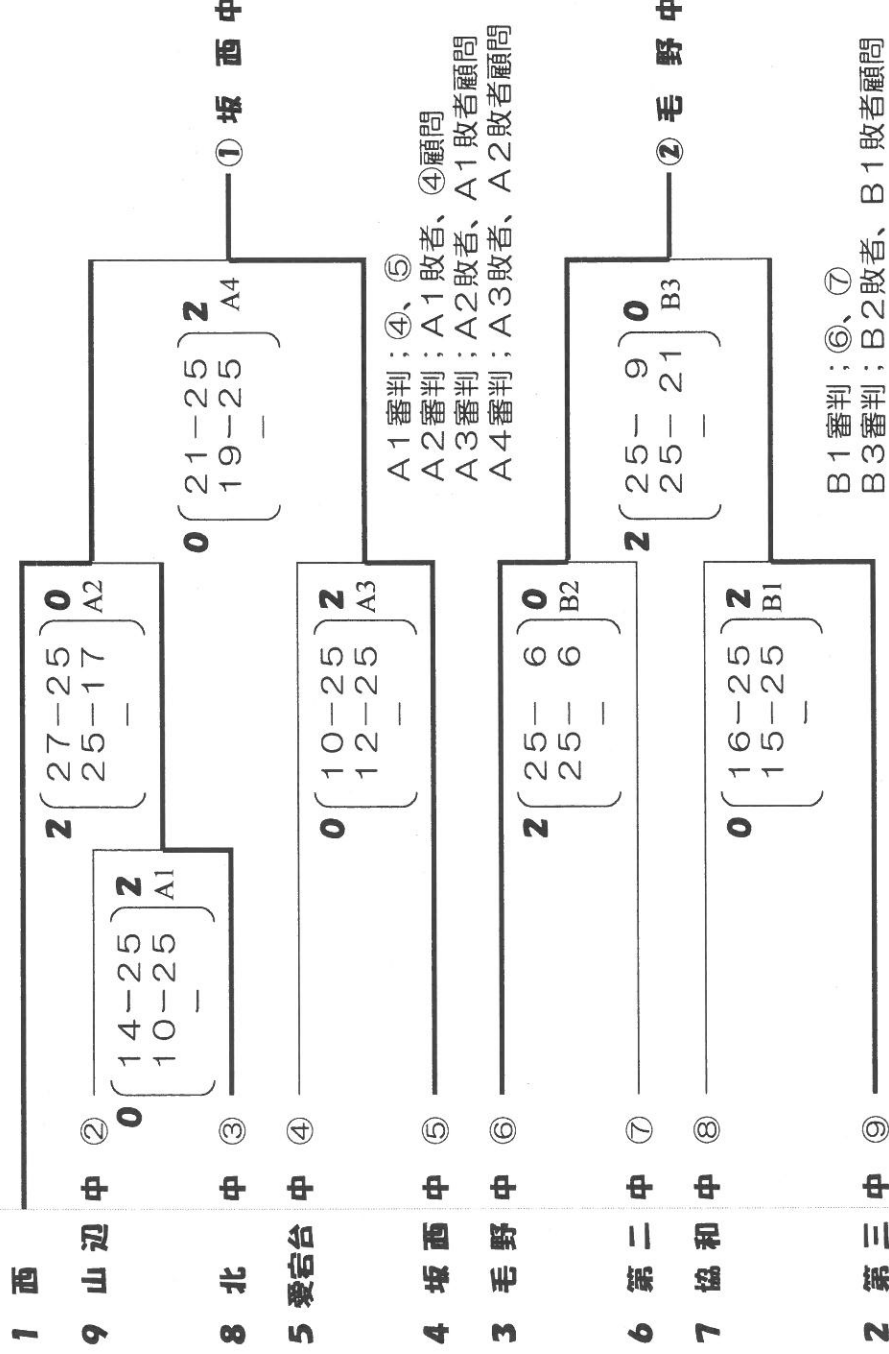 1 西
9 山辺 中 ②
8 北 中 ③
5 愛宕台 中 ④
4 坂西 中 ⑤
3 毛野 中 ⑥
6 第二 中 ⑦
7 協和 中 ⑧
2 第三 中 ⑨
0 14-25 2
10-25 A1
-
2 27-25 0
25-17 A2
-
0 10-25 2
12-25 A3
-
2 25- 6 0
25- 6 B2
-
0 16-25 2
15-25 B1
-
0 21-25 2
19-25 A4
-
2 25- 9 0
25- 21 B3
-
① 坂西中
A1審判;④、⑤
A2審判;A1敗者、④顧問
A3審判;A2敗者、A1敗者顧問
A4審判;A3敗者、A2敗者顧問
② 毛野中
B1審判;⑥、⑦
B3審判;B2敗者、B1敗者顧問